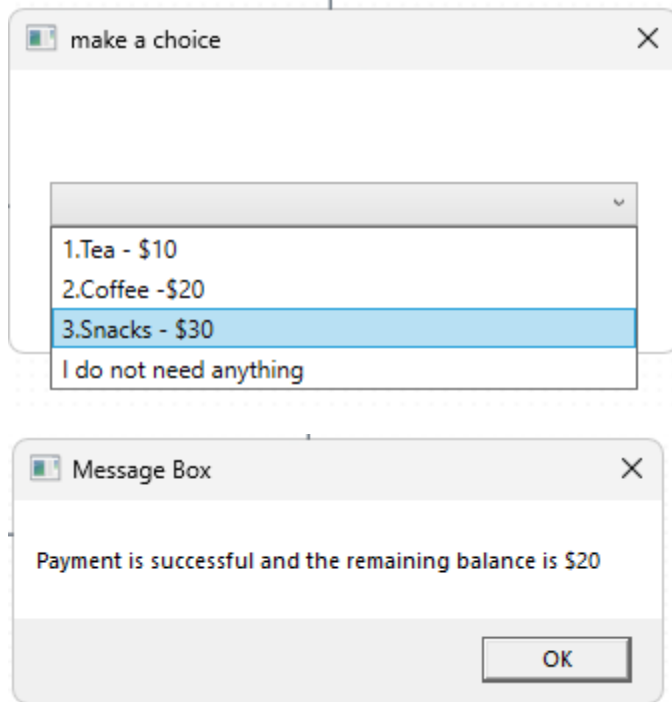 make a choice
1.Tea - $10
2.Coffee -$20
3.Snacks - $30
I do not need anything
Message Box
Payment is successful and the remaining balance is $20
OK